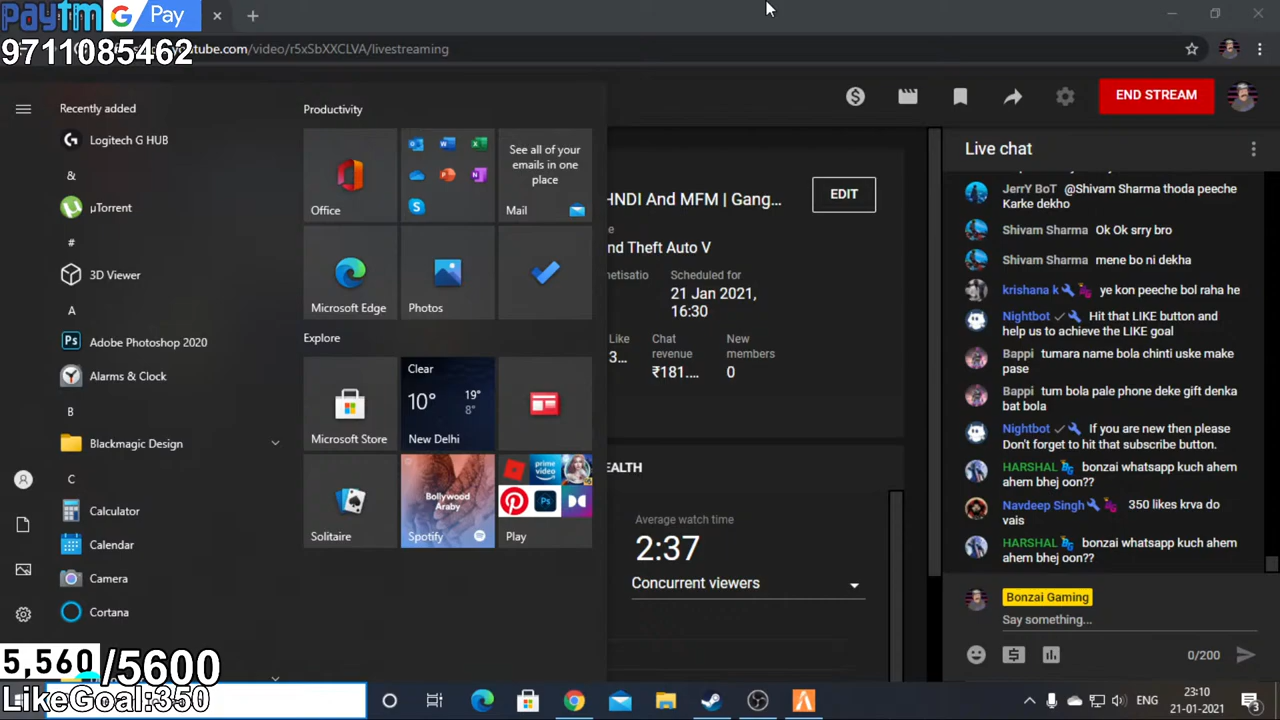 paytm G Pay
9711085462
youtube.com/video/r5xSbXXCLVA/livestreaming
Recently added
Logitech G HUB
&
µTorrent
#
3D Viewer
A
Adobe Photoshop 2020
Alarms & Clock
B
Blackmagic Design
C
Calculator
Calendar
Camera
Cortana
Productivity
Office
See all of your
emails in one
place
Mail
Microsoft Edge
Photos
Explore
Microsoft Store
Clear
10° 19°
8°
New Delhi
Solitaire
Bollywood
Araby
Spotify
prime video
Play
END STREAM
HNDI And MFM | Gang...
EDIT
nd Theft Auto V
netisatio
Scheduled for
21 Jan 2021,
16:30
Like
3...
Chat
revenue
₹181....
New
members
0
EALTH
Average watch time
2:37
Concurrent viewers
Live chat
JerrY BoT @Shivam Sharma thoda peeche
Karke dekho
Shivam Sharma Ok Ok srry bro
Shivam Sharma mene bo ni dekha
krishana k ye kon peeche bol raha he
Nightbot Hit that LIKE button and
help us to achieve the LIKE goal
Bappi tumara name bola chinti uske make
pase
Bappi tum bola pale phone deke gift denka
bat bola
Nightbot If you are new then please
Don't forget to hit that subscribe button.
HARSHAL bonzai whatsapp kuch ahem
ahem bhej oon??
Navdeep Singh 350 likes krva do
vais
HARSHAL bonzai whatsapp kuch ahem
ahem bhej oon??
Bonzai Gaming
Say something...
0/200
5,560/5600
LikeGoal:350
ENG
23:10
21-01-2021
3